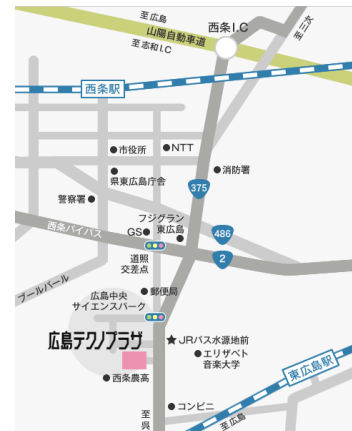 至広島
山陽自動車道
至志和I.C
西条I.C
至三次
西条駅
市役所
NTT
県東広島庁舎
消防署
375
警察署
フジグラン
東広島
GS
486
西条バイパス
2
道照
交差点
ブールバール
広島中央
サイエンスパーク
郵便局
広島テクノプラザ
JRバス水源地前
エリザベト
音楽大学
東広島駅
西条農高
コンビニ
至呉
至広島